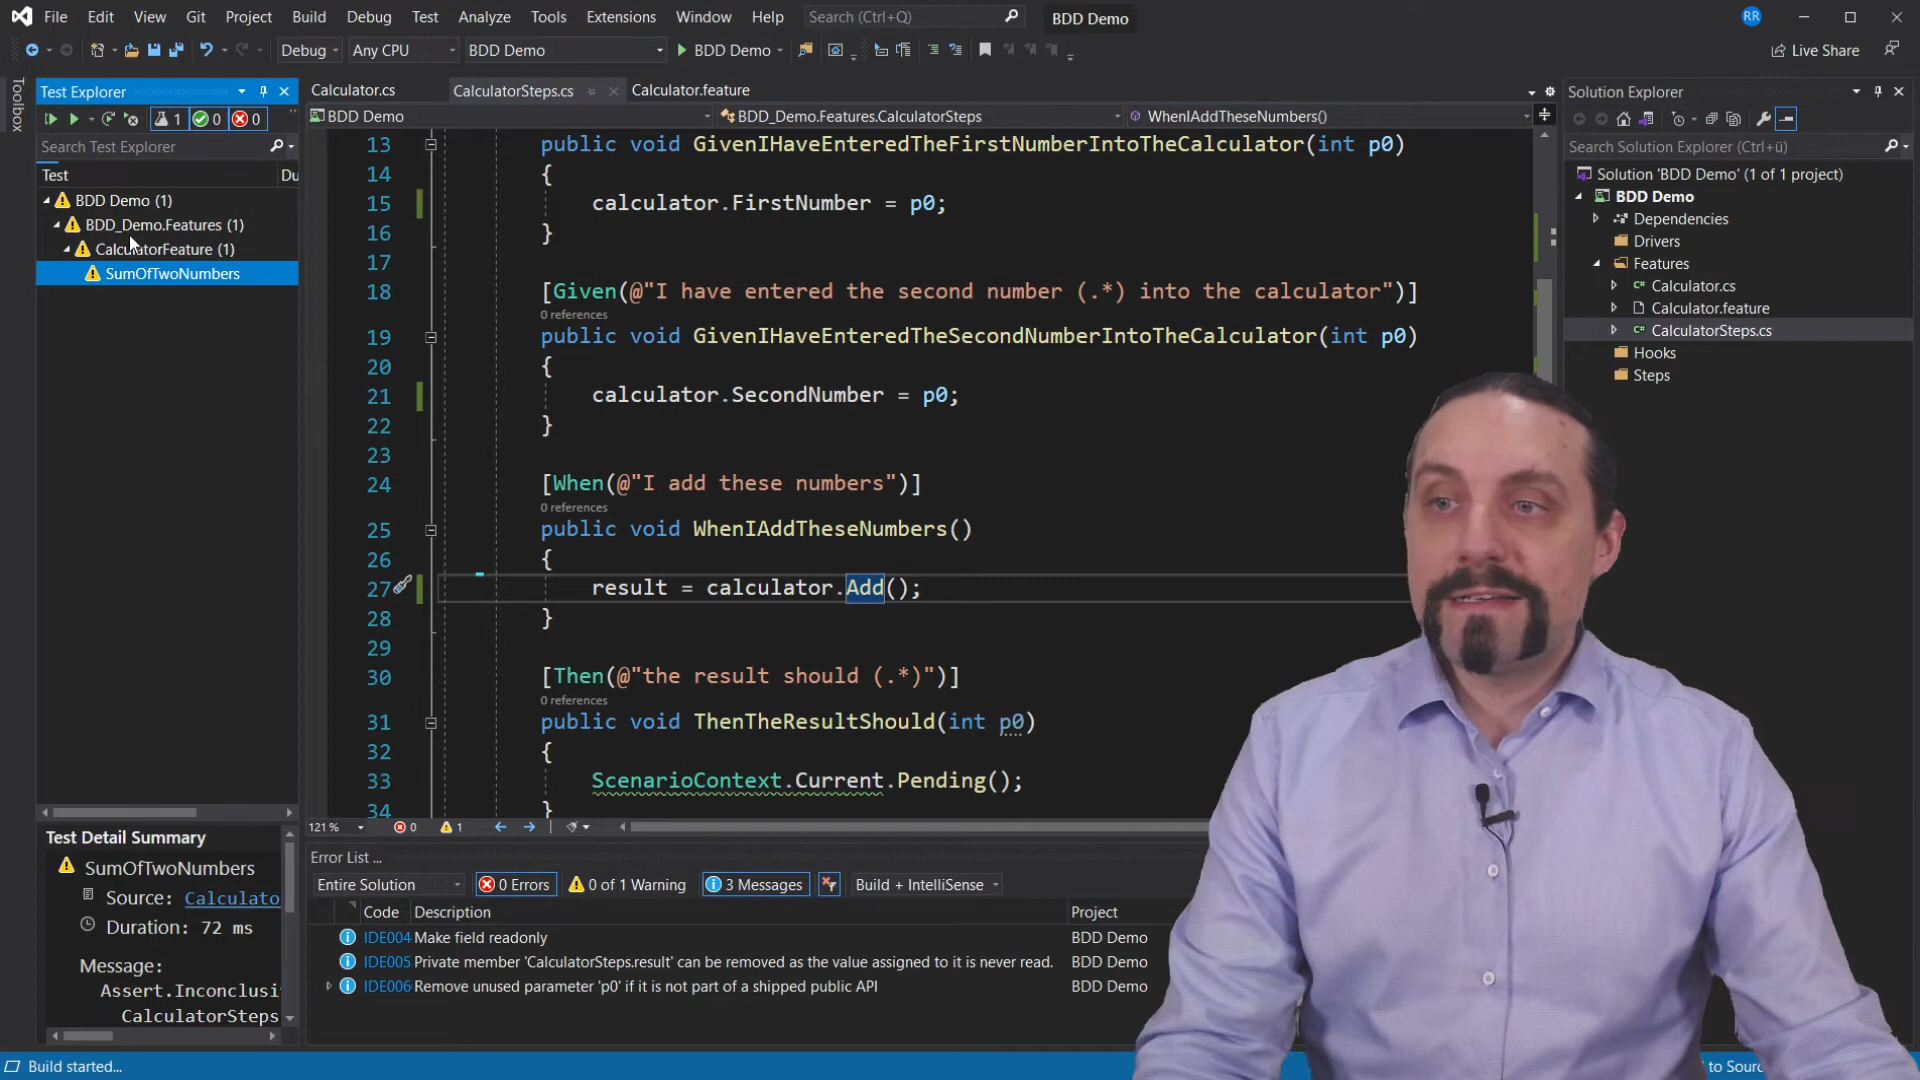 File Edit View Git Project Build Debug Test Analyze Tools Extensions Window Help Search (Ctrl+Q) BDD Demo RR
Debug Any CPU BDD Demo BDD Demo Live Share
Toolbox
Test Explorer
1 0 0
Search Test Explorer
Test Du
BDD Demo (1)
BDD_Demo.Features (1)
CalculatorFeature (1)
SumOfTwoNumbers
Test Detail Summary
SumOfTwoNumbers
Source: Calculato
Duration: 72 ms
Message:
Assert.Inconclusi
CalculatorSteps
Calculator.cs CalculatorSteps.cs Calculator.feature
BDD Demo BDD_Demo.Features.CalculatorSteps WhenIAddTheseNumbers()
13 public void GivenIHaveEnteredTheFirstNumberIntoTheCalculator(int p0)
14 {
15 calculator.FirstNumber = p0;
16 }
17
18 [Given(@"I have entered the second number (.*) into the calculator")]
0 references
19 public void GivenIHaveEnteredTheSecondNumberIntoTheCalculator(int p0)
20 {
21 calculator.SecondNumber = p0;
22 }
23
24 [When(@"I add these numbers")]
0 references
25 public void WhenIAddTheseNumbers()
26 {
27 result = calculator.Add();
28 }
29
30 [Then(@"the result should (.*)")]
0 references
31 public void ThenTheResultShould(int p0)
32 {
33 ScenarioContext.Current.Pending();
34 }
121 % 0 1
Error List ...
Entire Solution 0 Errors 0 of 1 Warning 3 Messages Build + IntelliSense
Code Description Project
IDE004 Make field readonly BDD Demo
IDE005 Private member 'CalculatorSteps.result' can be removed as the value assigned to it is never read. BDD Demo
IDE006 Remove unused parameter 'p0' if it is not part of a shipped public API BDD Demo
Solution Explorer
Search Solution Explorer (Ctrl+ü)
Solution 'BDD Demo' (1 of 1 project)
BDD Demo
Dependencies
Drivers
Features
Calculator.cs
Calculator.feature
CalculatorSteps.cs
Hooks
Steps
Build started... to Sourc